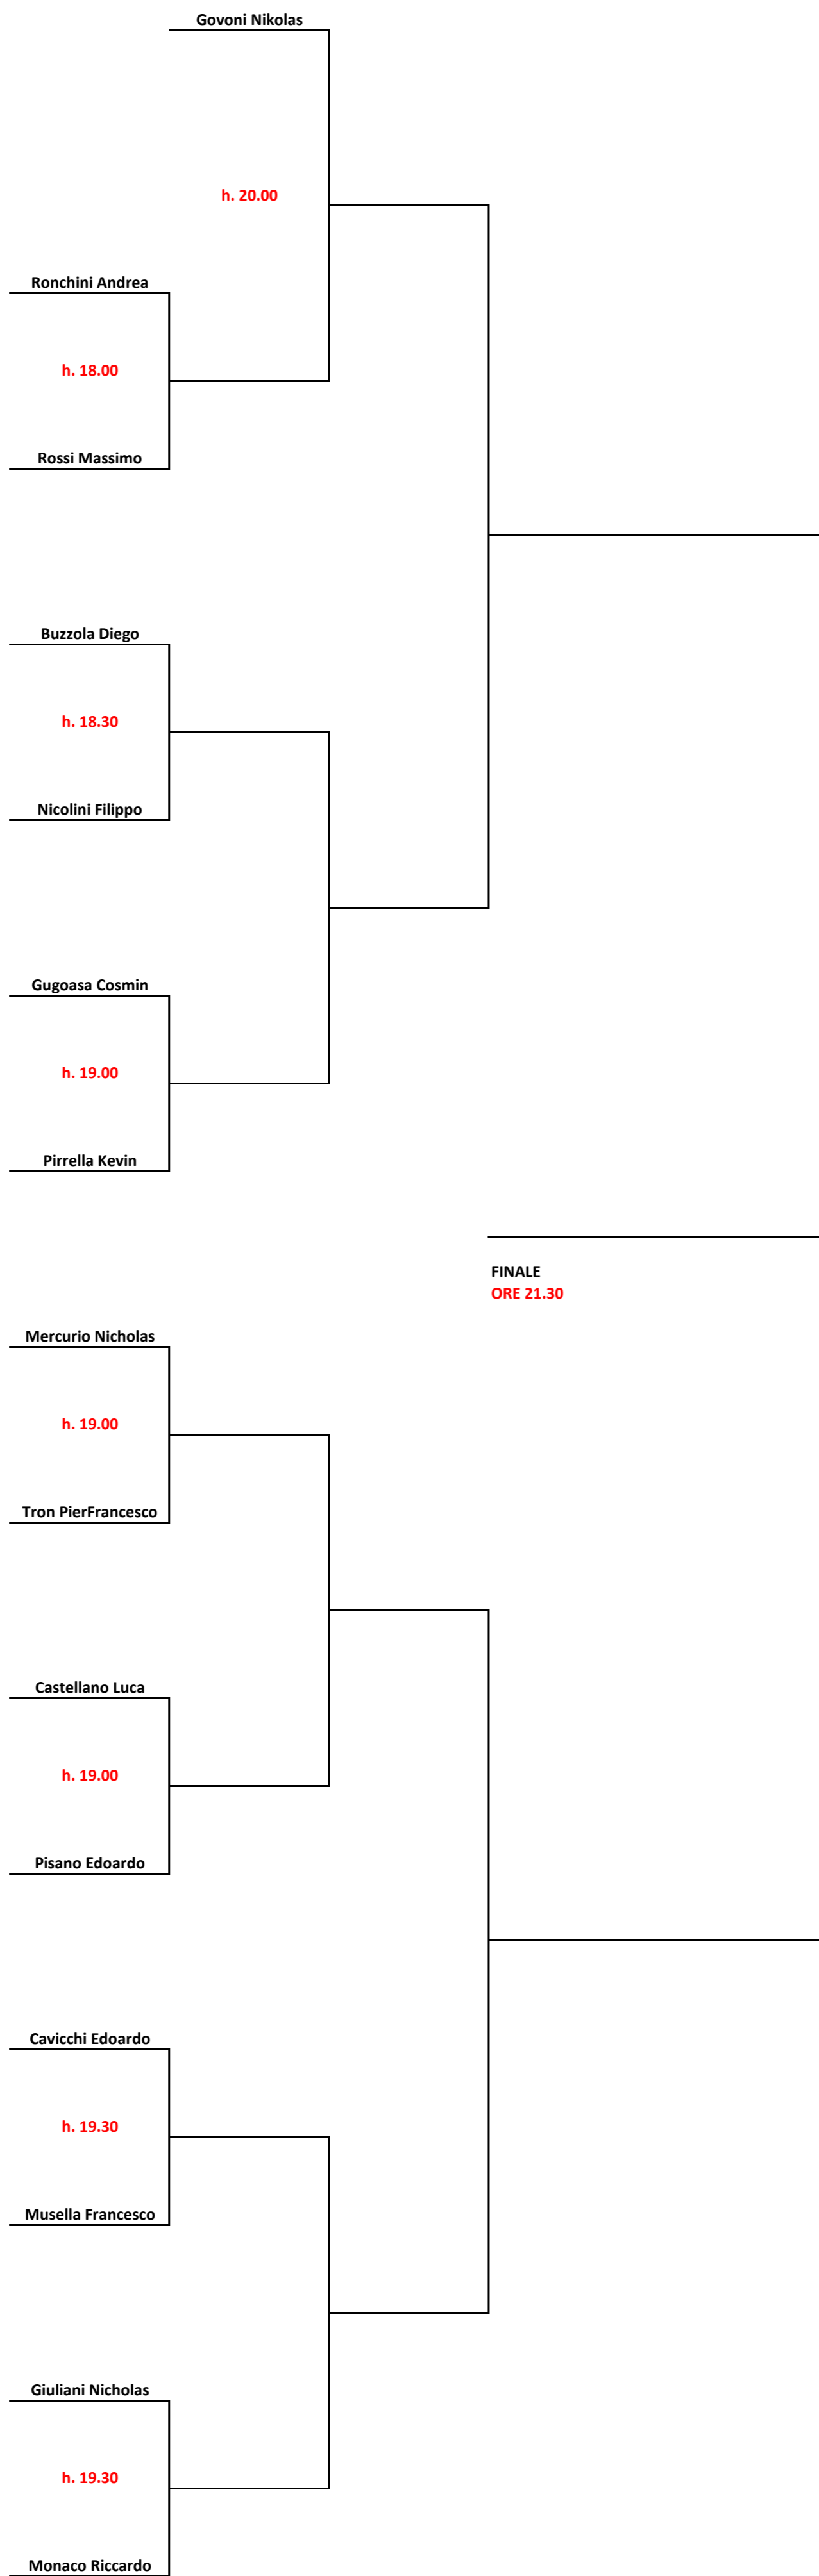 Govoni Nikolas
h. 20.00
Ronchini Andrea
h. 18.00
Rossi Massimo
Buzzola Diego
h. 18.30
Nicolini Filippo
Gugoasa Cosmin
h. 19.00
Pirrella Kevin
FINALE
ORE 21.30
Mercurio Nicholas
h. 19.00
Tron PierFrancesco
Castellano Luca
h. 19.00
Pisano Edoardo
Cavicchi Edoardo
h. 19.30
Musella Francesco
Giuliani Nicholas
h. 19.30
Monaco Riccardo